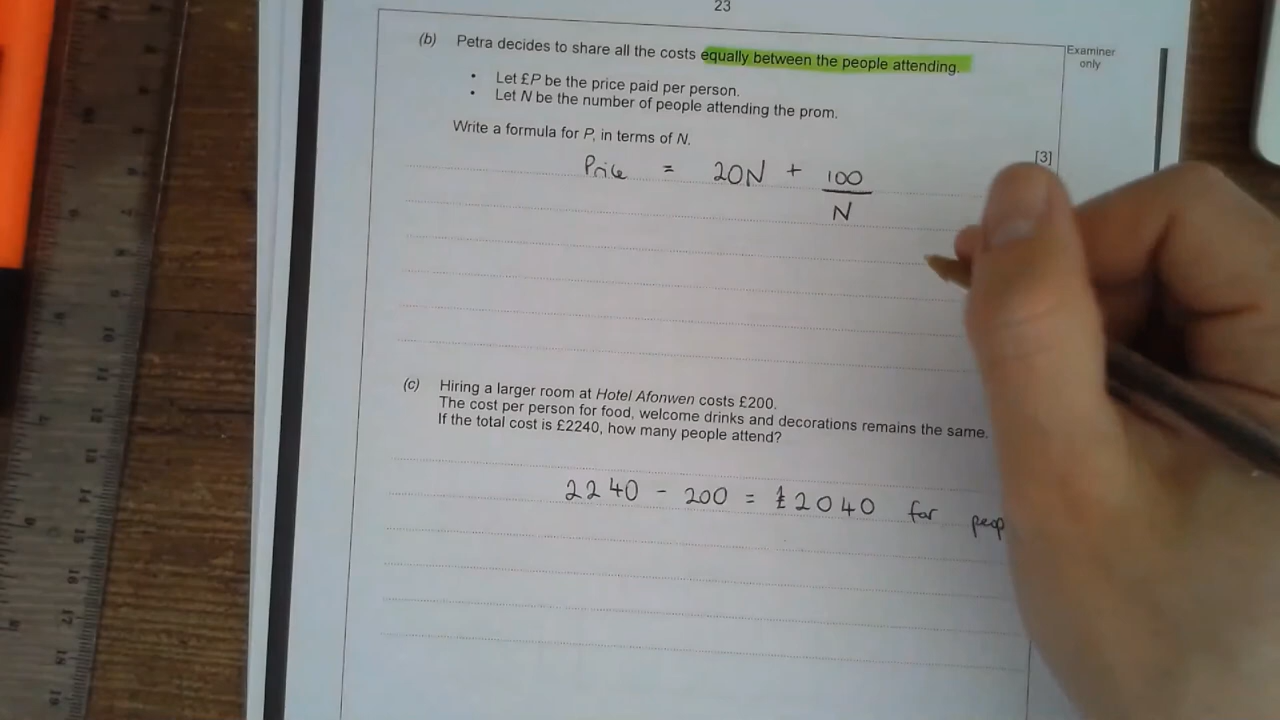 23
Examiner
only
(b) Petra decides to share all the costs equally between the people attending.
• Let £P be the price paid per person.
• Let N be the number of people attending the prom.
Write a formula for P, in terms of N.
[3]
Price = 20N + 100
N
(c) Hiring a larger room at Hotel Afonwen costs £200.
The cost per person for food, welcome drinks and decorations remains the same.
If the total cost is £2240, how many people attend?
2240 - 200 = £2040 for peop